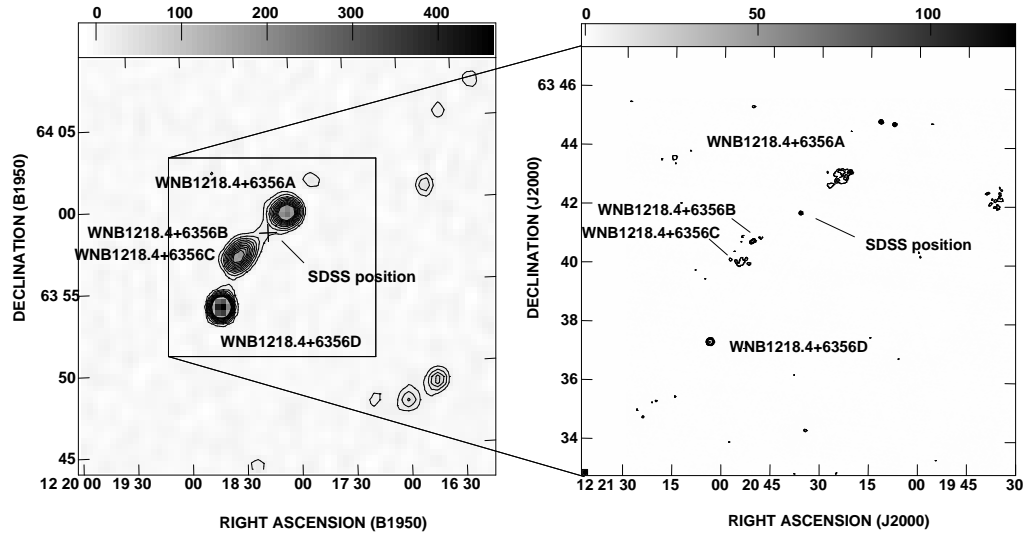 0 100 200 300 400
64 05
00
63 55
50
45
DECLINATION (B1950)
WNB1218.4+6356A
WNB1218.4+6356B
WNB1218.4+6356C
SDSS position
WNB1218.4+6356D
12 20 00 19 30 00 18 30 00 17 30 00 16 30
RIGHT ASCENSION (B1950)
0 50 100
63 46
44
42
40
38
36
34
DECLINATION (J2000)
WNB1218.4+6356A
WNB1218.4+6356B
WNB1218.4+6356C
SDSS position
WNB1218.4+6356D
12 21 30 15 00 20 45 30 15 00 19 45 30
RIGHT ASCENSION (J2000)